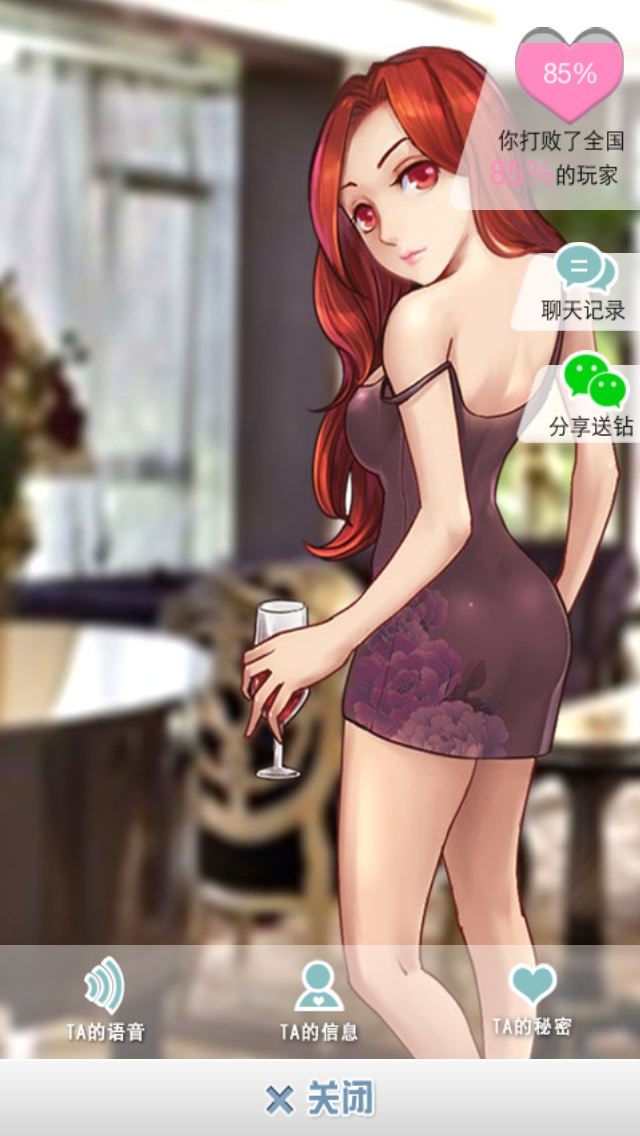 85%
你打败了全国
85%的玩家
聊天记录
分享送钻
TA的语音
TA的信息
TA的秘密
× 关闭